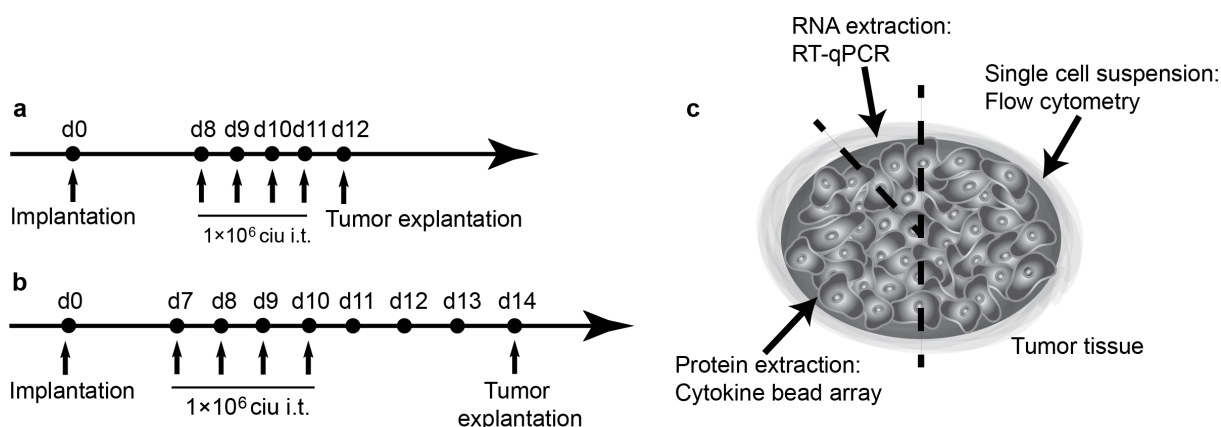 a
d0 d8 d9 d10 d11 d12
Implantation
1×10⁶ ciu i.t.
Tumor explantation
b
d0 d7 d8 d9 d10 d11 d12 d13 d14
Implantation
1×10⁶ ciu i.t.
Tumor
explantation
c
RNA extraction:
RT-qPCR
Single cell suspension:
Flow cytometry
Protein extraction:
Cytokine bead array
Tumor tissue